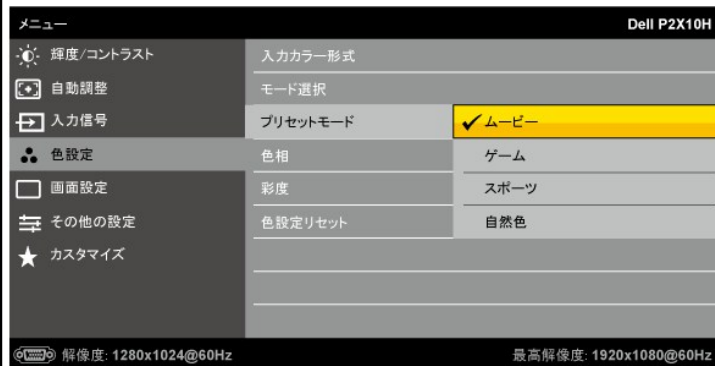 メニュー Dell P2X10H
輝度/コントラスト 入力カラー形式
自動調整 モード選択
入力信号 プリセットモード ムービー
色設定 色相 ゲーム
画面設定 彩度 スポーツ
その他の設定 色設定リセット 自然色
カスタマイズ
解像度: 1280x1024@60Hz 最高解像度: 1920x1080@60Hz